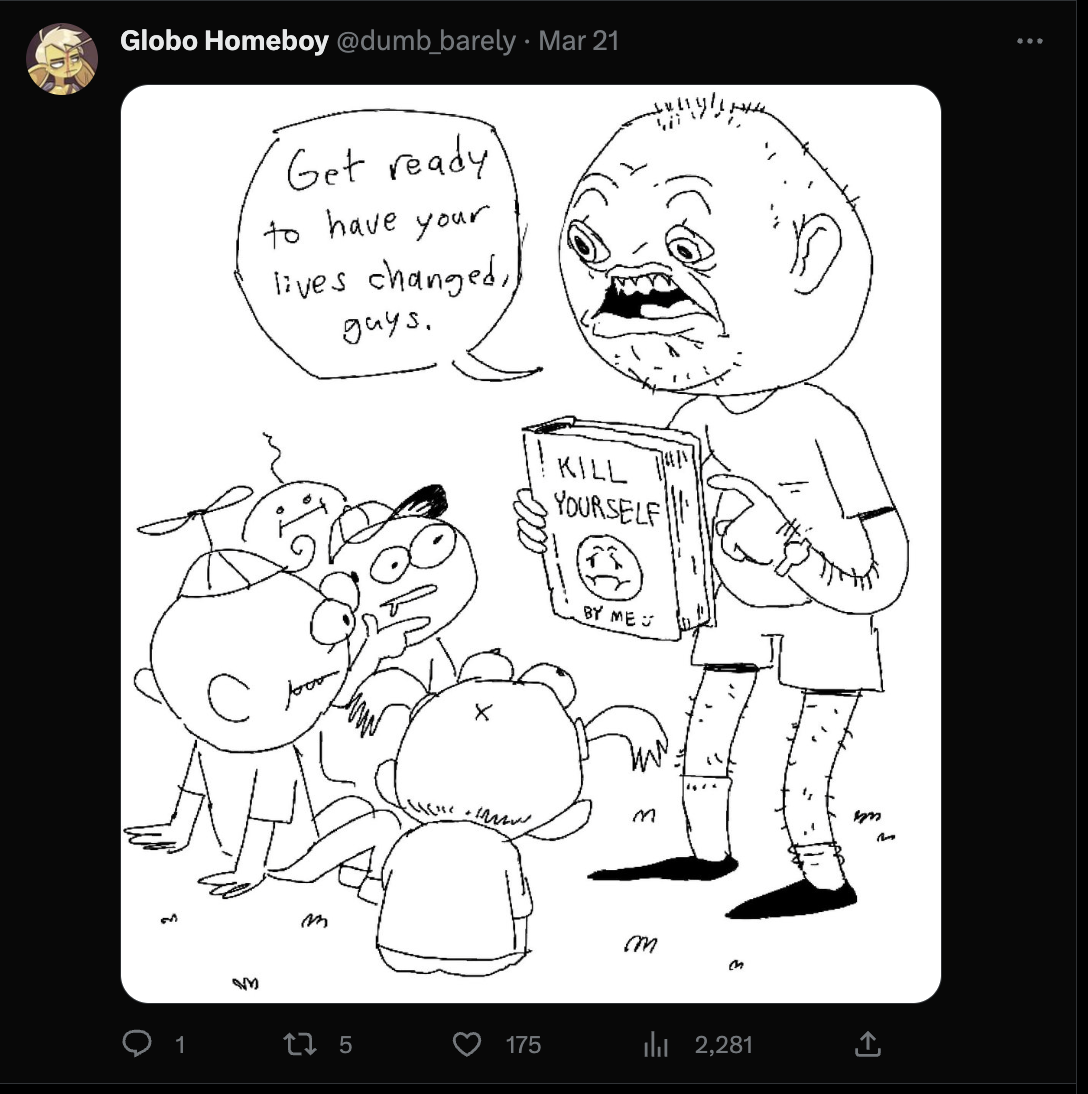 Globo Homeboy @dumb_barely · Mar 21
Get ready
to have your
lives changed,
guys.
KILL
YOURSELF
BY ME
1 5 175 2,281